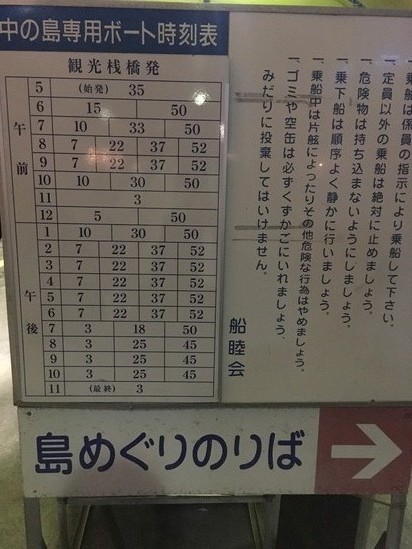 中の島専用ボート時刻表
観光桟橋発
午前
5 (始発) 35
6 15 50
7 10 33 50
8 7 22 37 52
9 7 22 37 52
10 10 30 50
11 3
12 5 50
午後
1 10 30 50
2 7 22 37 52
3 7 22 37 52
4 7 22 37 52
5 7 22 37 52
6 7 22 37 52
7 3 18 50
8 3 25 45
9 3 25 45
10 3 25 45
11 (最終) 3
一、乗船は係員の指示により乗船して下さい。
一、定員以外の乗船は絶対に止めましょう。
一、危険物は持ち込まないようにしましょう。
一、乗下船は順序よく静かに行いましょう。
一、乗船中は片舷によったりその他危険な行為はやめましょう。
一、ゴミや空缶は必ずくずかごにいれましょう。
みだりに投棄してはいけません。
船睦会
島めぐりのりば